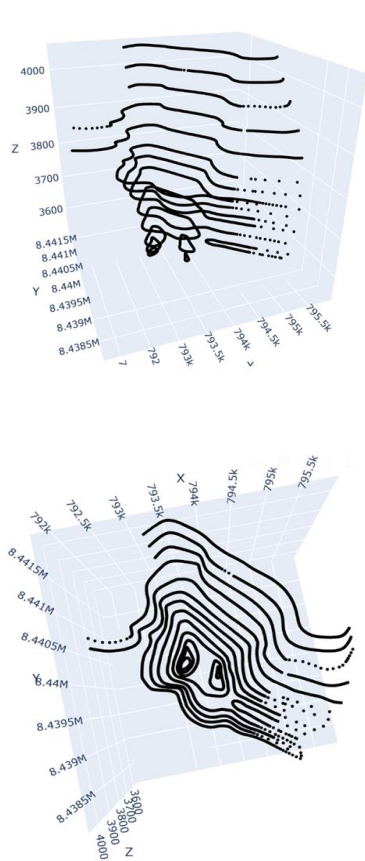 4000
3900
Z 3800
3700
3600
8.4415M
8.441M
8.4405M
Y 8.44M
8.4395M
8.439M
8.4385M
7
792
793k
793.5k
794k
794.5k
795k
795.5k
X
792k
792.5k
793k
793.5k
794k
794.5k
795k
795.5k
8.4415M
8.441M
8.4405M
Y
8.44M
8.4395M
8.439M
8.4385M
3600
3700
3800
3900
4000
Z